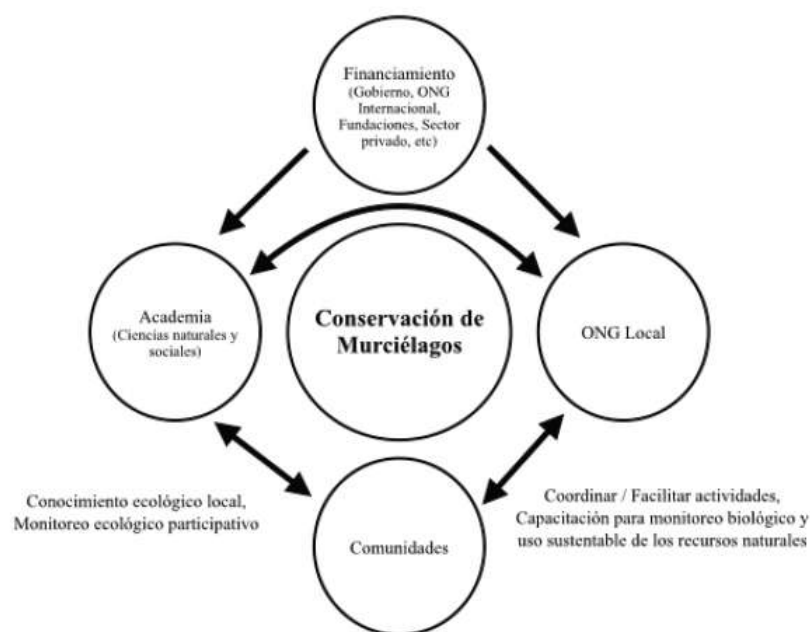 Financiamiento
(Gobierno, ONG
Internacional,
Fundaciones, Sector
privado, etc)
Academia
(Ciencias naturales y
sociales)
Conservación de
Murciélagos
ONG Local
Conocimiento ecológico local,
Monitoreo ecológico participativo
Comunidades
Coordinar / Facilitar actividades,
Capacitación para monitoreo biológico y
uso sustentable de los recursos naturales